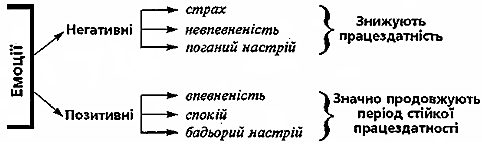 Емоції
Негативні
страх
невпевненість
поганий настрій
Знижують
працездатність
Позитивні
впевненість
спокій
бадьорий настрій
Значно продовжують
період стійкої
працездатності